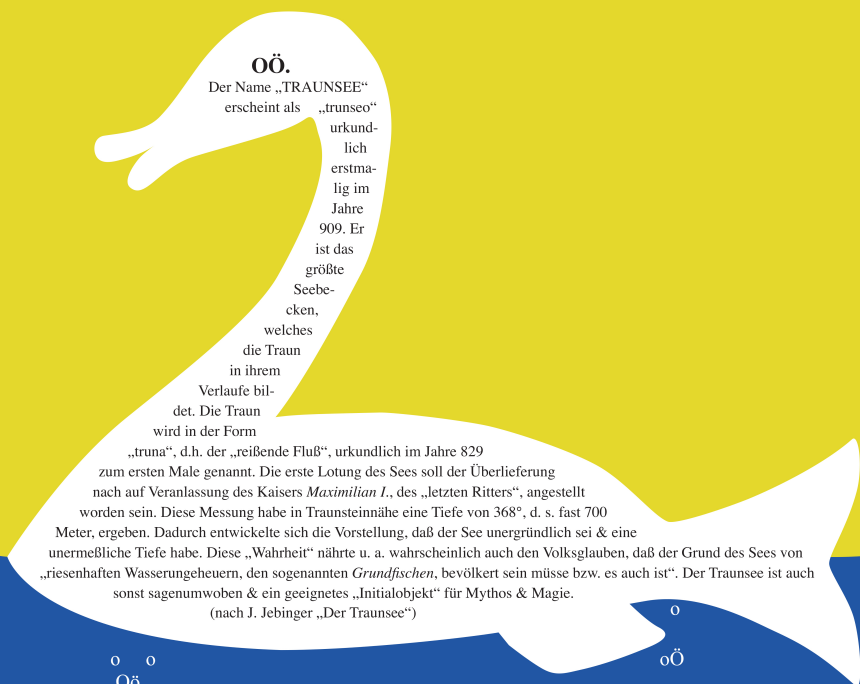 OÖ.
Der Name „TRAUNSEE“
erscheint als „trunseo“
urkund-
lich
erstma-
lig im
Jahre
909. Er
ist das
größte
Seebe-
cken,
welches
die Traun
in ihrem
Verlaufe bil-
det. Die Traun
wird in der Form
„truna“, d.h. der „reißende Fluß“, urkundlich im Jahre 829
zum ersten Male genannt. Die erste Lotung des Sees soll der Überlieferung
nach auf Veranlassung des Kaisers Maximilian I., des „letzten Ritters“, angestellt
worden sein. Diese Messung habe in Traunsteinnähe eine Tiefe von 368°, d. s. fast 700
Meter, ergeben. Dadurch entwickelte sich die Vorstellung, daß der See unergründlich sei & eine
unermeßliche Tiefe habe. Diese „Wahrheit“ nährte u. a. wahrscheinlich auch den Volksglauben, daß der Grund des Sees von
„riesenhaften Wasserungeheuern, den sogenannten Grundfischen, bevölkert sein müsse bzw. es auch ist“. Der Traunsee ist auch
sonst sagenumwoben & ein geeignetes „Initialobjekt“ für Mythos & Magie.
(nach J. Jebinger „Der Traunsee“)
o
o o
oÖ
Oö